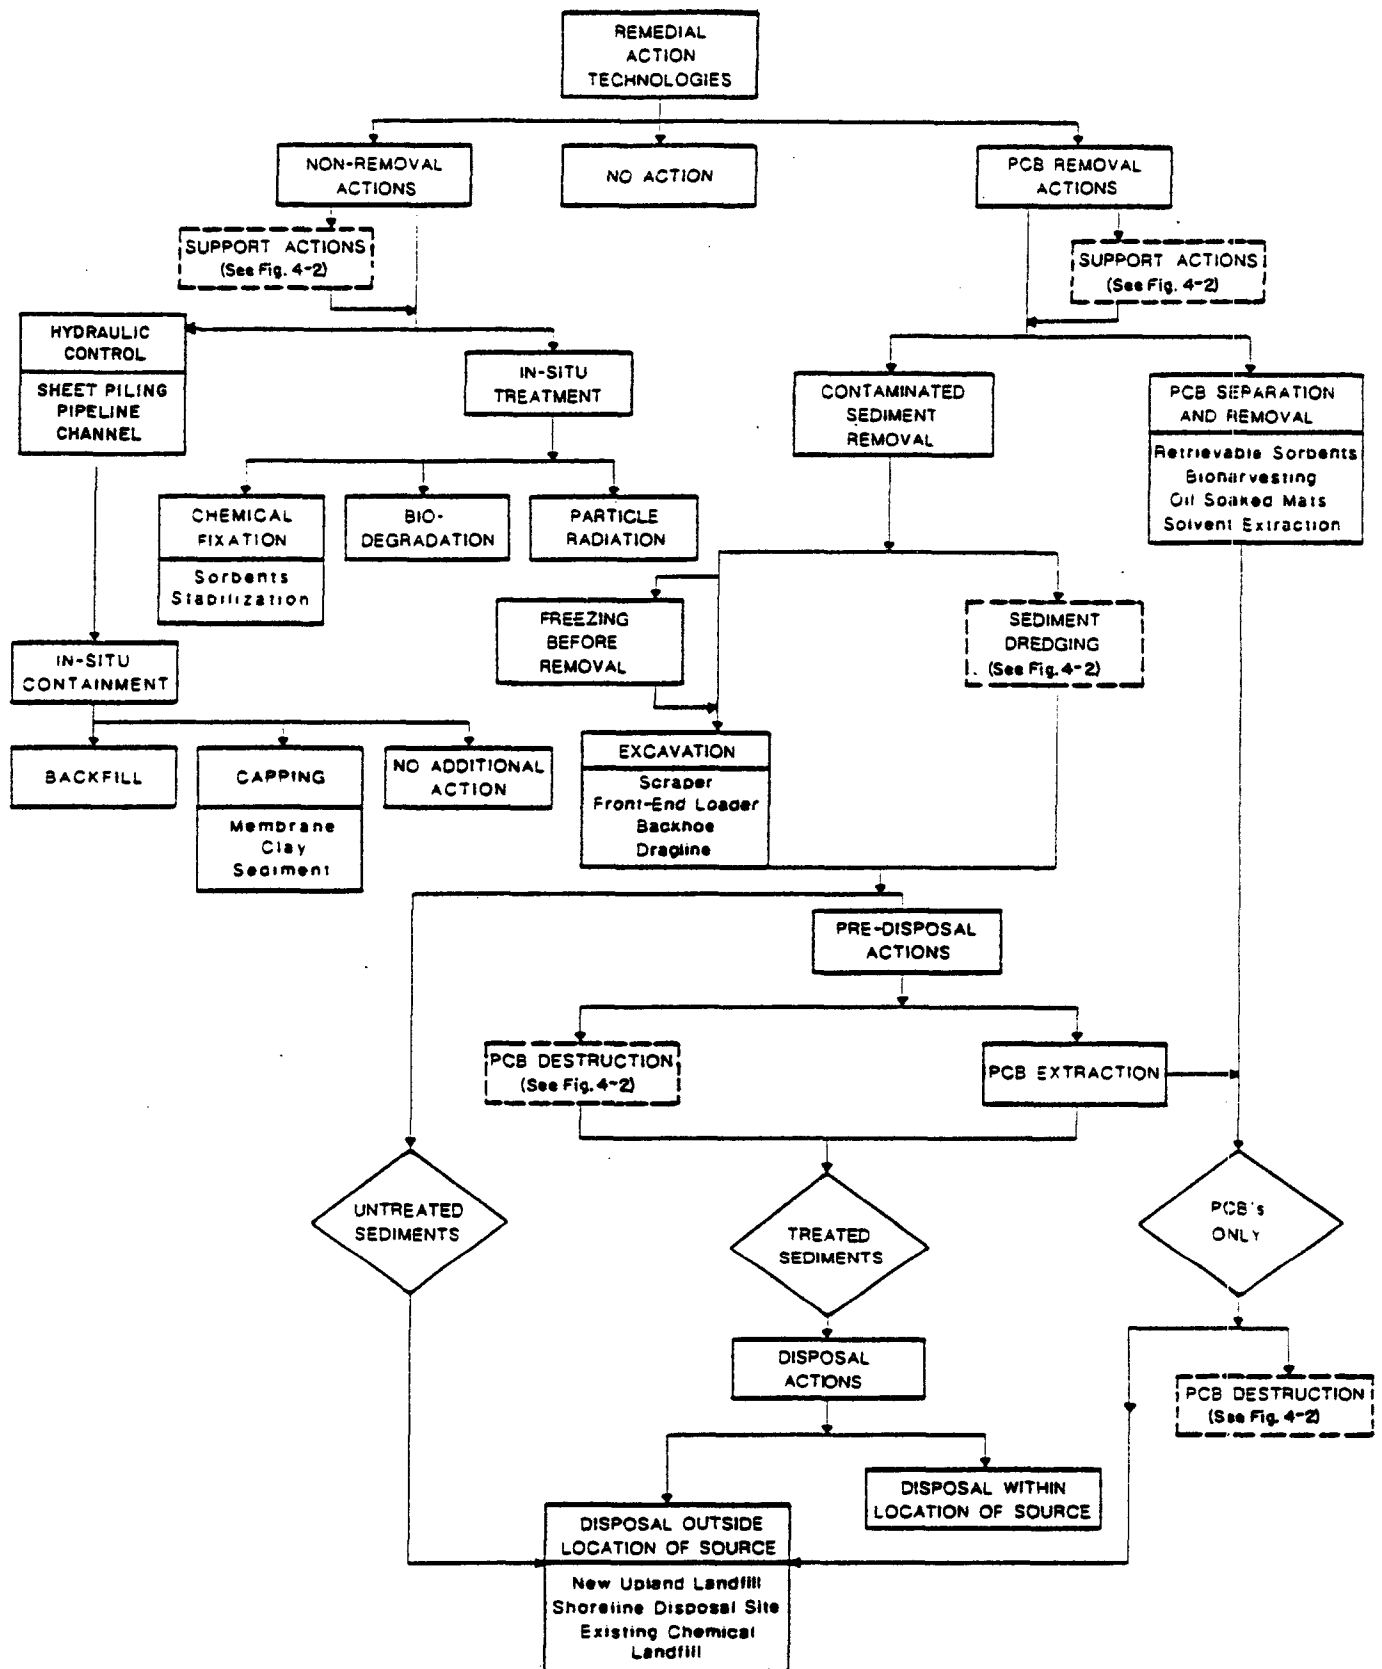 REMEDIAL
ACTION
TECHNOLOGIES
NON-REMOVAL
ACTIONS
NO ACTION
PCB REMOVAL
ACTIONS
SUPPORT ACTIONS
(See Fig. 4-2)
SUPPORT ACTIONS
(See Fig. 4-2)
HYDRAULIC
CONTROL
SHEET PILING
PIPELINE
CHANNEL
IN-SITU
TREATMENT
CONTAMINATED
SEDIMENT
REMOVAL
PCB SEPARATION
AND REMOVAL
Retrievable Sorbents
Bioharvesting
Oil Soaked Mats
Solvent Extraction
CHEMICAL
FIXATION
Sorbents
Stabilization
BIO-
DEGRADATION
PARTICLE
RADIATION
FREEZING
BEFORE
REMOVAL
SEDIMENT
DREDGING
(See Fig. 4-2)
IN-SITU
CONTAINMENT
BACKFILL
CAPPING
Membrane
Clay
Sediment
NO ADDITIONAL
ACTION
EXCAVATION
Scraper
Front-End Loader
Backhoe
Dragline
PRE-DISPOSAL
ACTIONS
PCB DESTRUCTION
(See Fig. 4-2)
PCB EXTRACTION
UNTREATED
SEDIMENTS
TREATED
SEDIMENTS
PCB's
ONLY
DISPOSAL
ACTIONS
PCB DESTRUCTION
(See Fig. 4-2)
DISPOSAL WITHIN
LOCATION OF SOURCE
DISPOSAL OUTSIDE
LOCATION OF SOURCE
New Upland Landfill
Shoreline Disposal Site
Existing Chemical
Landfill